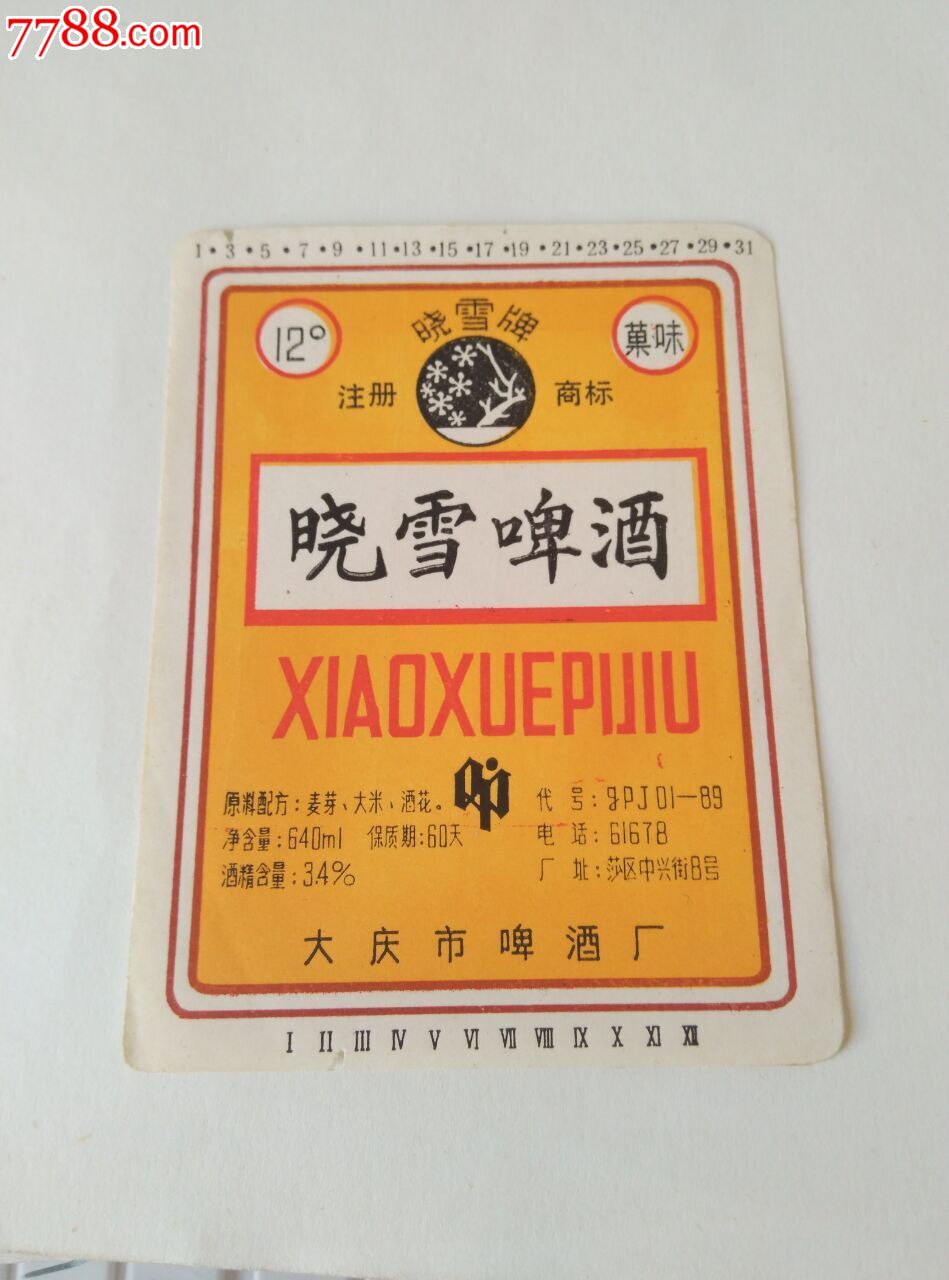 7788.com
1•3•5•7•9•11•13•15•17•19•21•23•25•27•29•31
12°
晓雪牌
菓味
注册 商标
晓雪啤酒
XIAOXUEPIJIU
原料配方:麦芽、大米、酒花。
净含量:640ml 保质期:60天
酒精含量:3.4%
代号:gPJ01—89
电话:61678
厂址:莎区中兴街8号
大庆市啤酒厂
I II III IV V VI VII VIII IX X XI XII